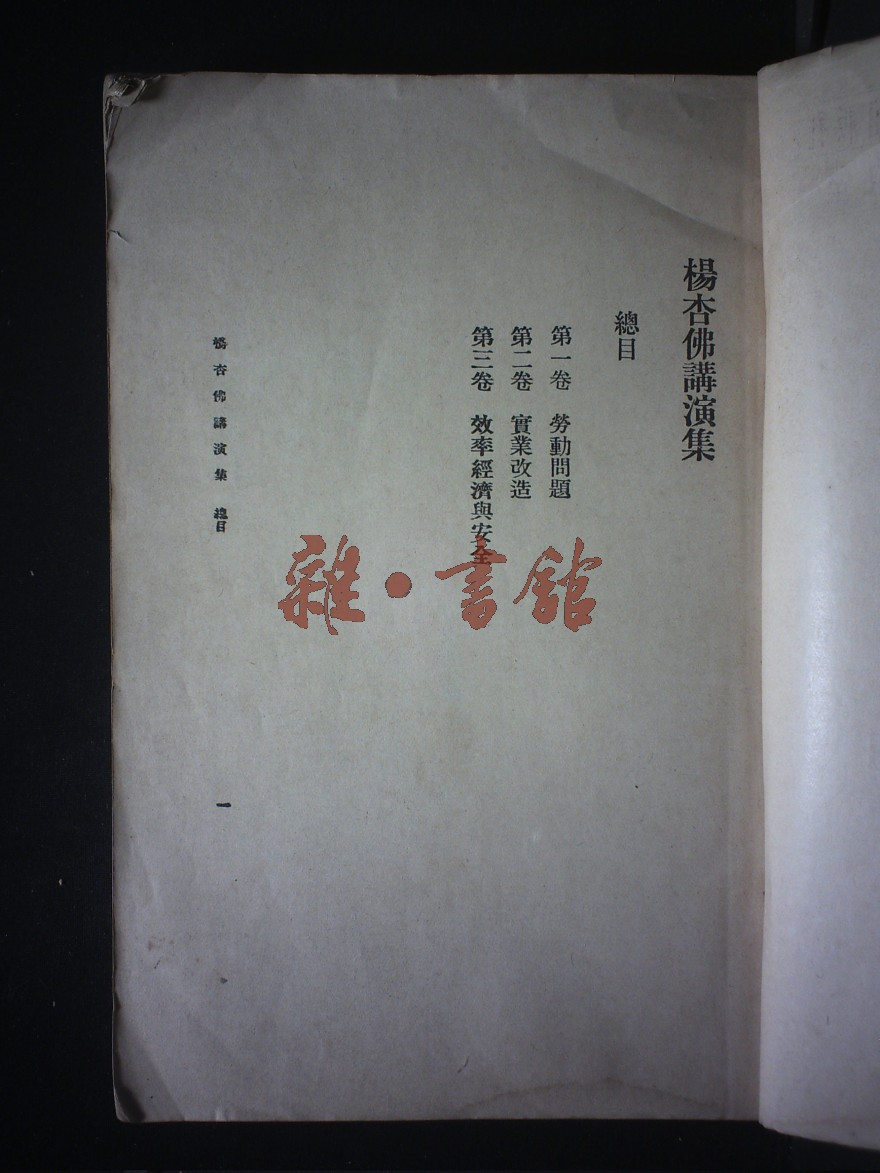 楊杏佛講演集
總目
第一卷　勞動問題
第二卷　實業改造
第三卷　效率經濟與安全
楊杏佛講演集　總目
一
雜·書館